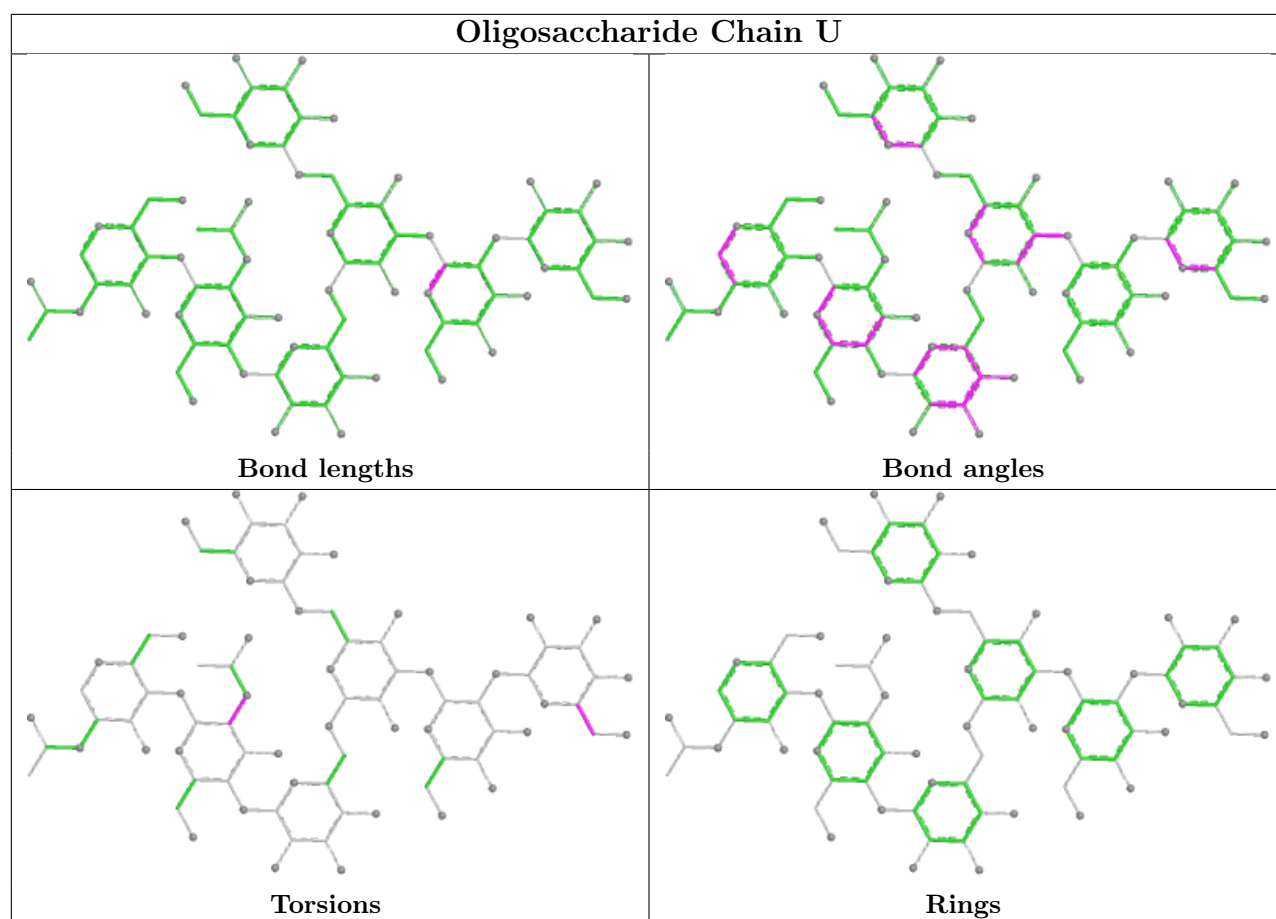 Oligosaccharide Chain U
Bond lengths
Bond angles
Torsions
Rings